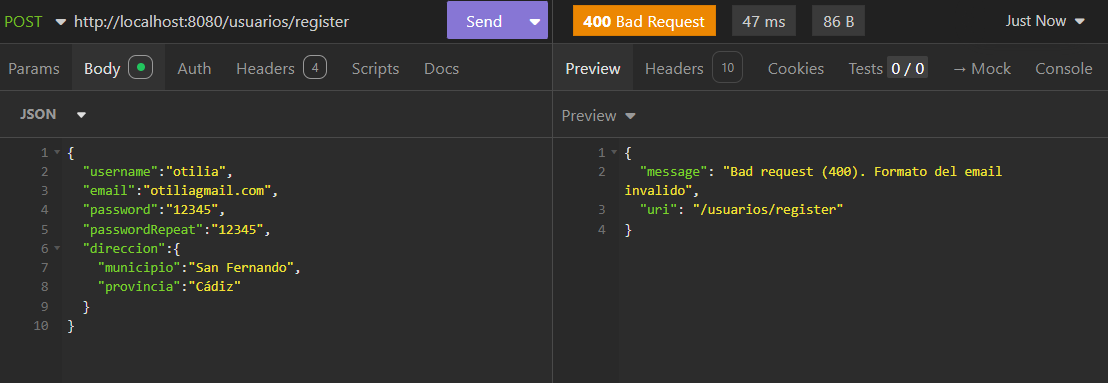 POST http://localhost:8080/usuarios/register Send
Params Body Auth Headers 4 Scripts Docs
JSON
1 {
2 "username":"otilia",
3 "email":"otiliagmail.com",
4 "password":"12345",
5 "passwordRepeat":"12345",
6 "direccion":{
7 "municipio":"San Fernando",
8 "provincia":"Cádiz"
9 }
10 }
400 Bad Request 47 ms 86 B Just Now
Preview Headers 10 Cookies Tests 0 / 0 → Mock Console
Preview
1 {
2 "message": "Bad request (400). Formato del email
invalido",
3 "uri": "/usuarios/register"
4 }